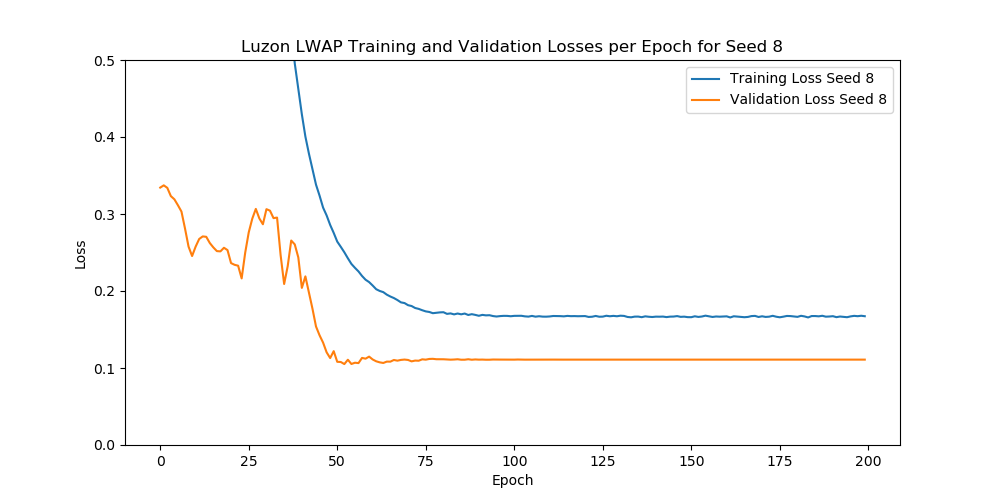 Luzon LWAP Training and Validation Losses per Epoch for Seed 8
Training Loss Seed 8
Validation Loss Seed 8
0.5
0.4
0.3
0.2
0.1
0.0
Loss
0 25 50 75 100 125 150 175 200
Epoch